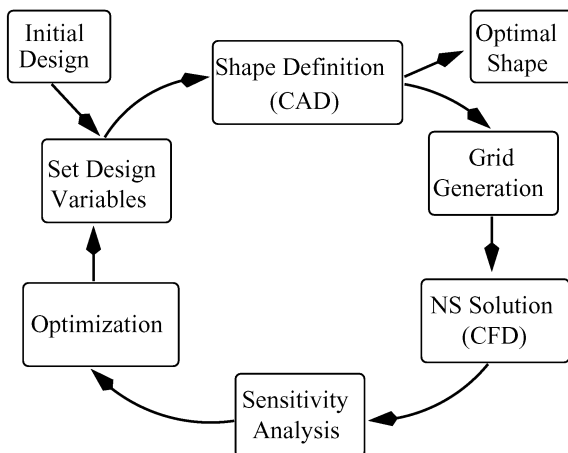 Initial
Design
Shape Definition
(CAD)
Optimal
Shape
Set Design
Variables
Grid
Generation
Optimization
NS Solution
(CFD)
Sensitivity
Analysis